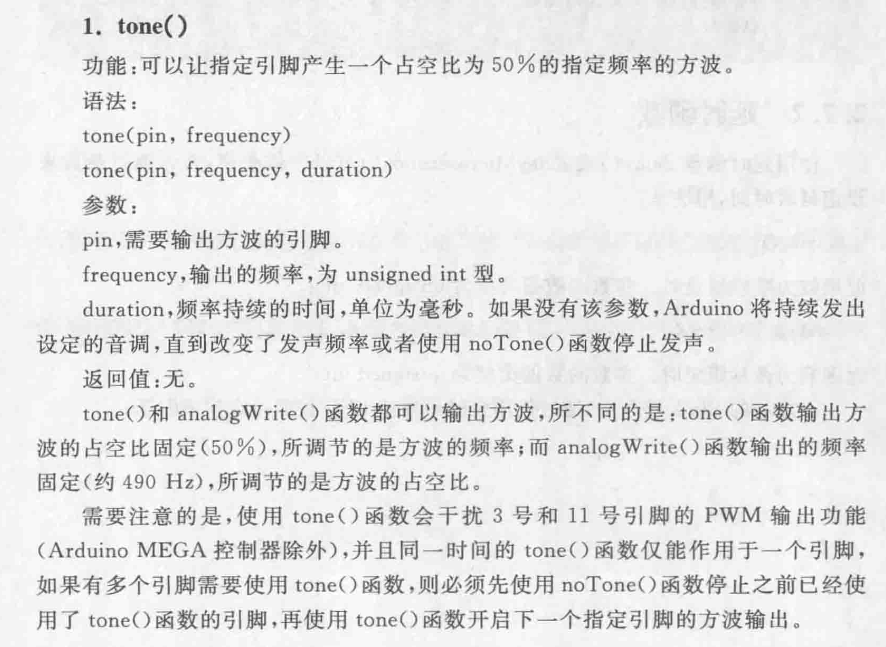 1. tone()
功能:可以让指定引脚产生一个占空比为 50%的指定频率的方波。
语法:
tone(pin, frequency)
tone(pin, frequency, duration)
参数:
pin,需要输出方波的引脚。
frequency,输出的频率,为 unsigned int 型。
duration,频率持续的时间,单位为毫秒。如果没有该参数,Arduino 将持续发出
设定的音调,直到改变了发声频率或者使用 noTone()函数停止发声。
返回值:无。
tone()和 analogWrite()函数都可以输出方波,所不同的是:tone()函数输出方
波的占空比固定(50%),所调节的是方波的频率;而 analogWrite()函数输出的频率
固定(约 490 Hz),所调节的是方波的占空比。
需要注意的是,使用 tone()函数会干扰 3 号和 11 号引脚的 PWM 输出功能
(Arduino MEGA 控制器除外),并且同一时间的 tone()函数仅能作用于一个引脚,
如果有多个引脚需要使用 tone()函数,则必须先使用 noTone()函数停止之前已经使
用了 tone()函数的引脚,再使用 tone()函数开启下一个指定引脚的方波输出。